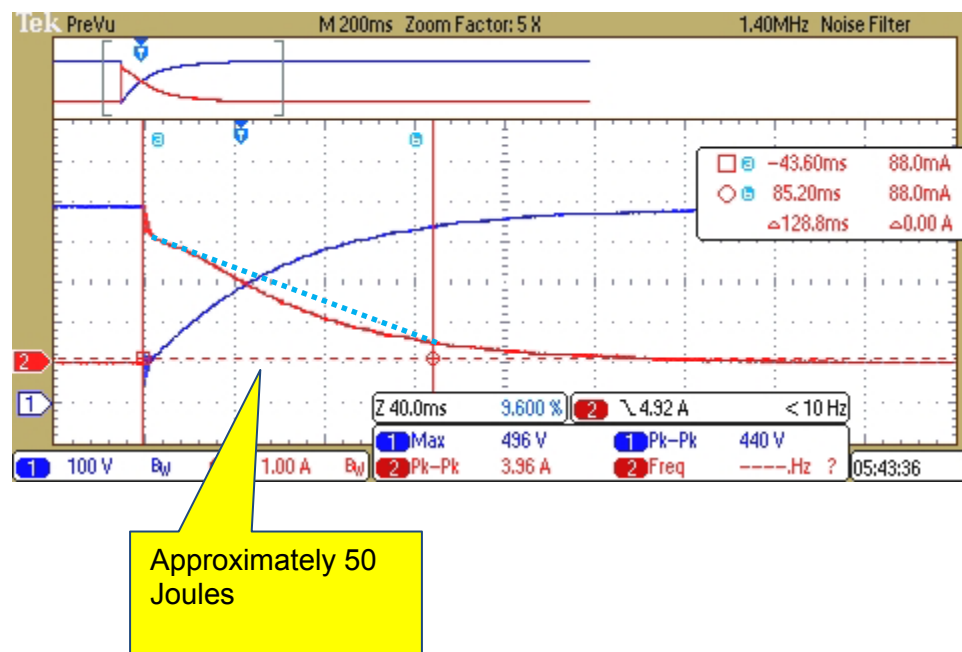 Tek PreVu M 200ms Zoom Factor: 5 X 1.40MHz Noise Filter
T
a T b
a -43.60ms 88.0mA
b 85.20ms 88.0mA
△128.8ms △0.00 A
2
1
Z 40.0ms 9.600 % 2 4.92 A < 10 Hz
1 Max 496 V 1 Pk-Pk 440 V
1 100 V BW 1.00 A BW 2 Pk-Pk 3.96 A 2 Freq ----.Hz ? 05:43:36
Approximately 50
Joules